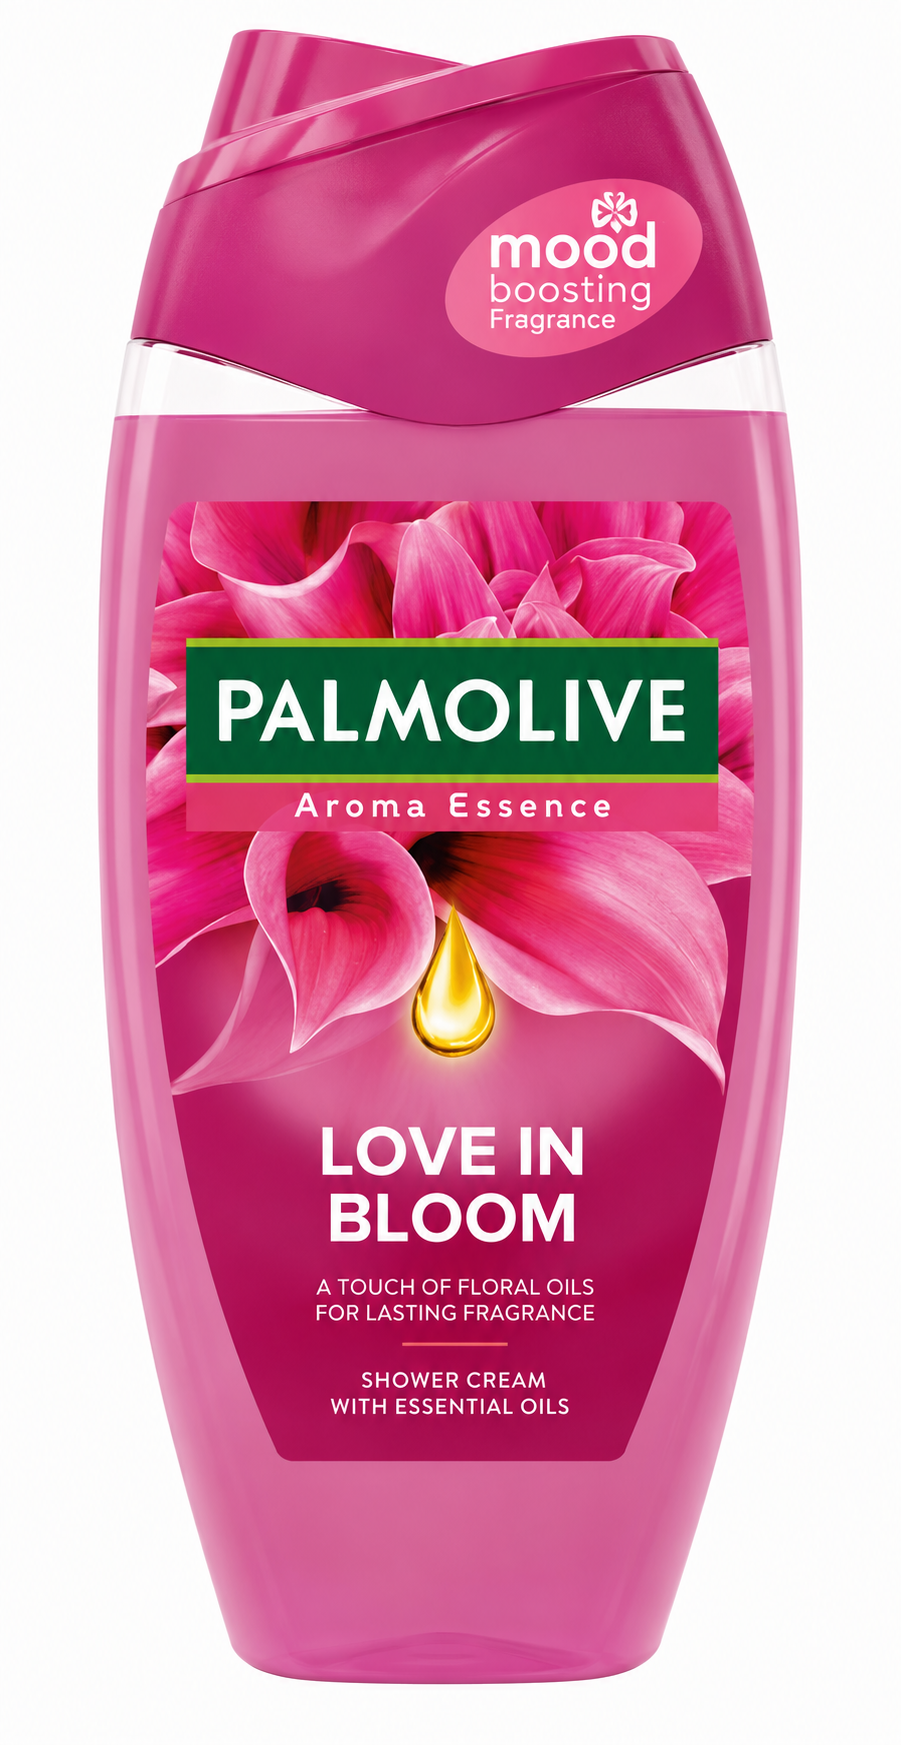 mood
boosting
Fragrance
PALMOLIVE
Aroma Essence
LOVE IN
BLOOM
A TOUCH OF FLORAL OILS
FOR LASTING FRAGRANCE
SHOWER CREAM
WITH ESSENTIAL OILS